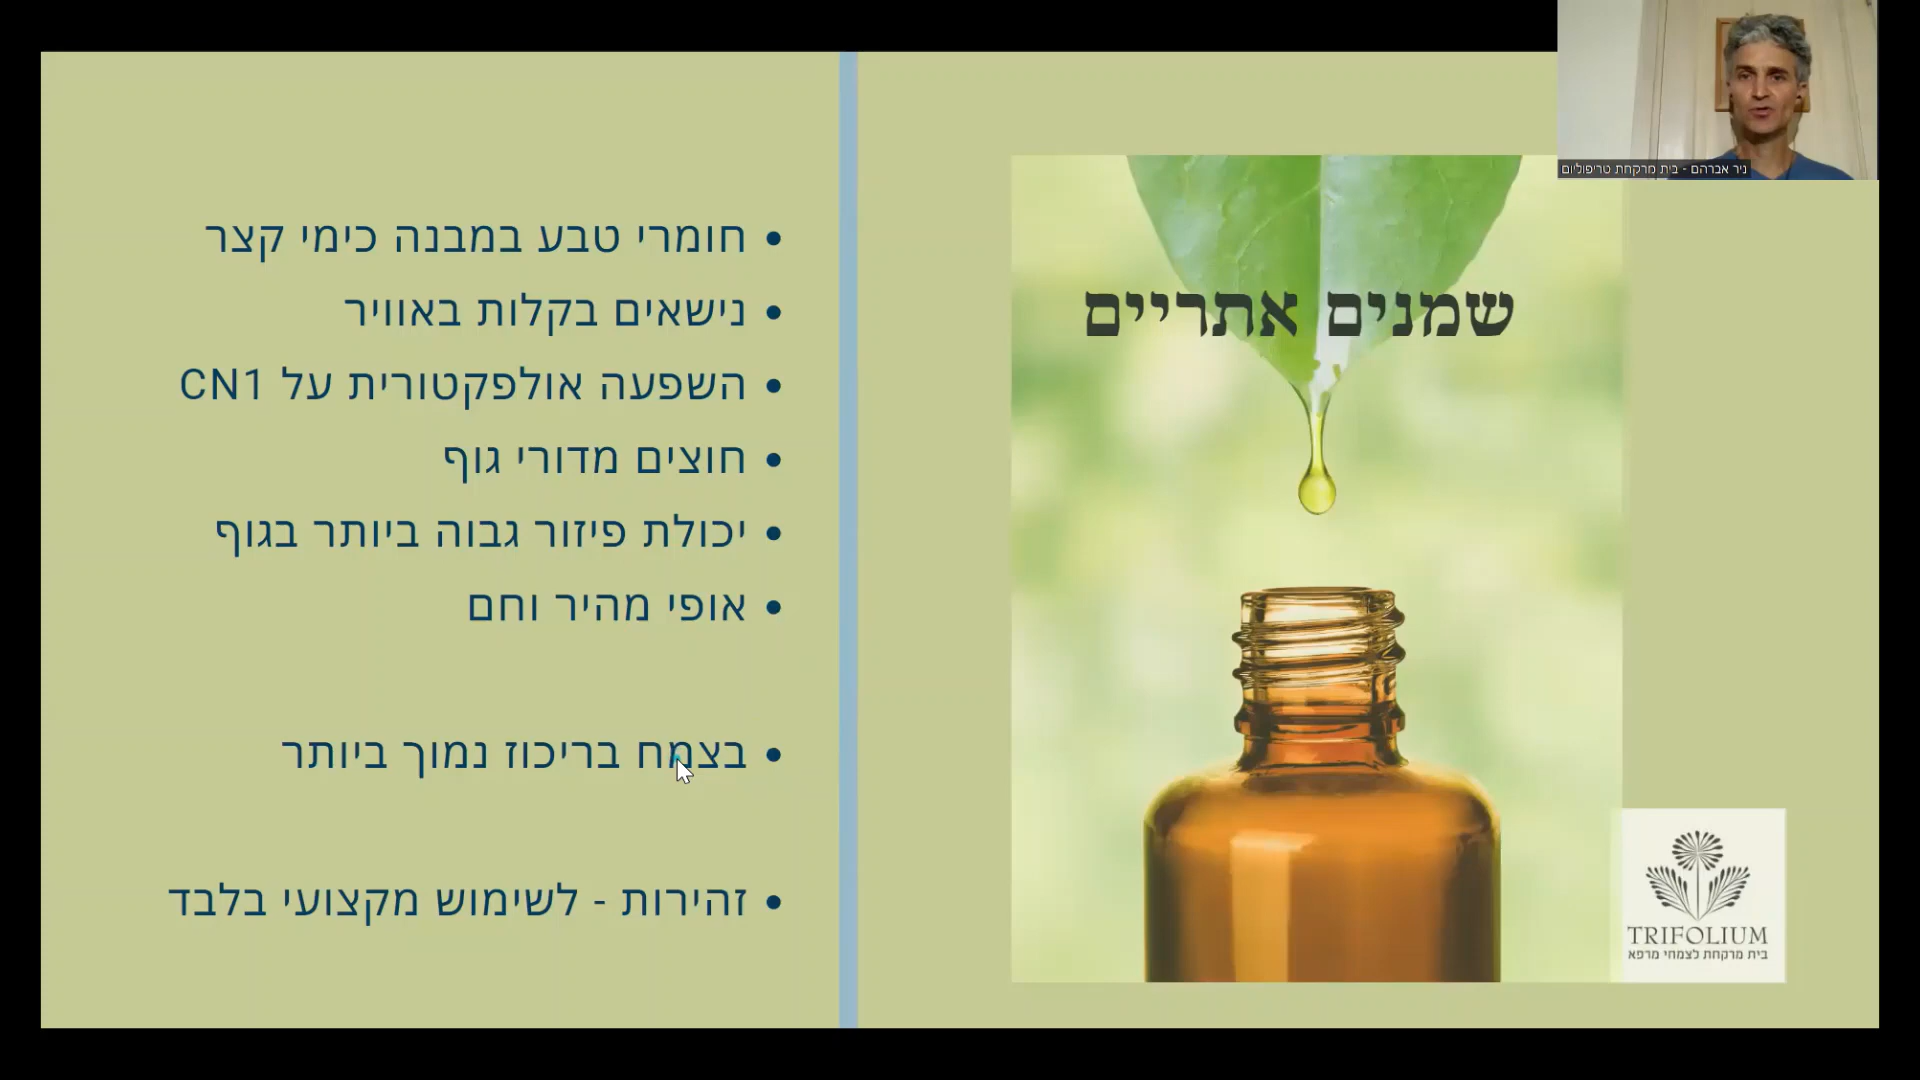 ניר אברהם - בית מרקחת טריפוליום
שמנים אתריים
• חומרי טבע במבנה כימי קצר
• נישאים בקלות באוויר
• השפעה אולפקטורית על CN1
• חוצים מדורי גוף
• יכולת פיזור גבוה ביותר בגוף
• אופי מהיר וחם
• בצמח בריכוז נמוך ביותר
• זהירות - לשימוש מקצועי בלבד
TRIFOLIUM
בית מרקחת לצמחי מרפא